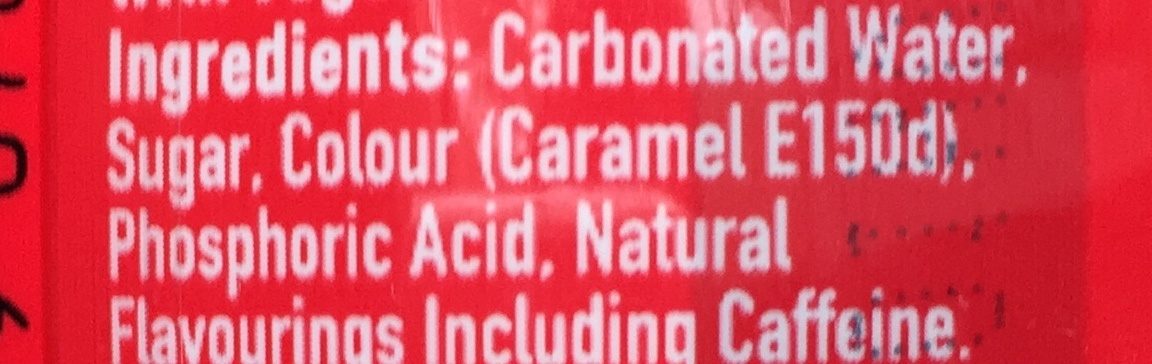 Ingredients: Carbonated Water,
Sugar, Colour (Caramel E150d),
Phosphoric Acid, Natural
Flavourings Including Caffeine.